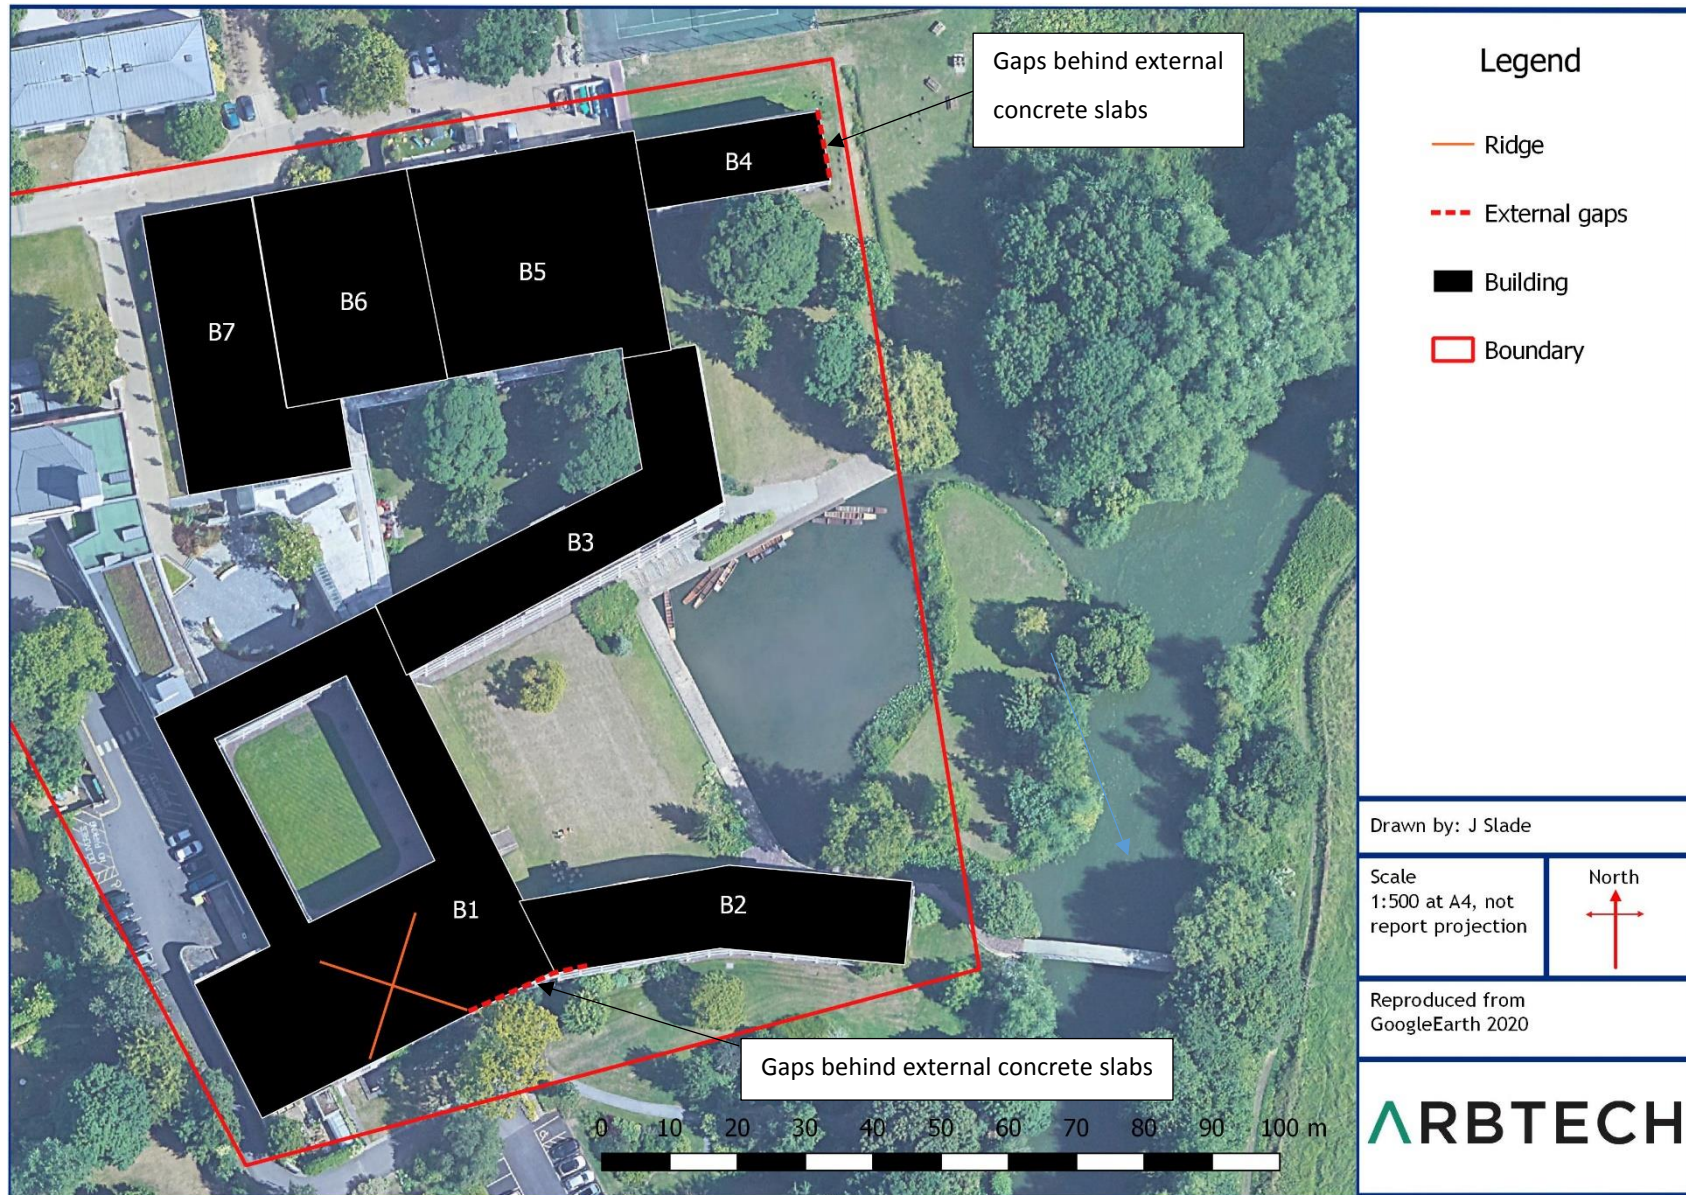 Gaps behind external
concrete slabs
B4
B5
B6
B7
B3
B1
B2
Gaps behind external concrete slabs
0 10 20 30 40 50 60 70 80 90 100 m
Legend
Ridge
External gaps
Building
Boundary
Drawn by: J Slade
Scale
1:500 at A4, not
report projection
North
Reproduced from
GoogleEarth 2020
ARBTECH